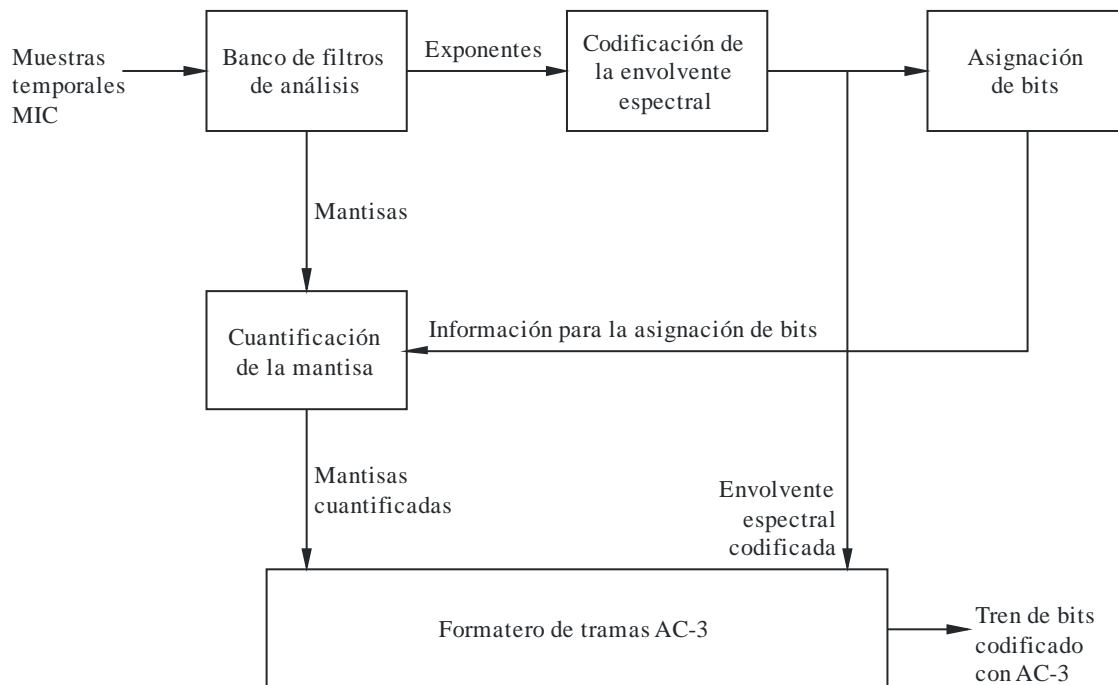 Muestras
temporales
MIC
Banco de filtros
de análisis
Exponentes
Codificación de
la envolvente
espectral
Asignación
de bits
Mantisas
Cuantificación
de la mantisa
Información para la asignación de bits
Mantisas
cuantificadas
Envolvente
espectral
codificada
Formatero de tramas AC-3
Tren de bits
codificado
con AC-3